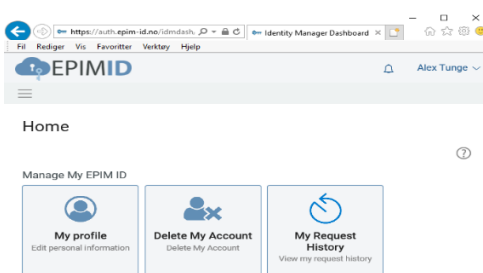 https://auth.epim-id.no/idmdash.
Identity Manager Dashboard
Fil Rediger Vis Favoritter Verktøy Hjelp
EPIMID
Alex Tunge
Home
Manage My EPIM ID
My profile
Edit personal information
Delete My Account
Delete My Account
My Request
History
View my request history